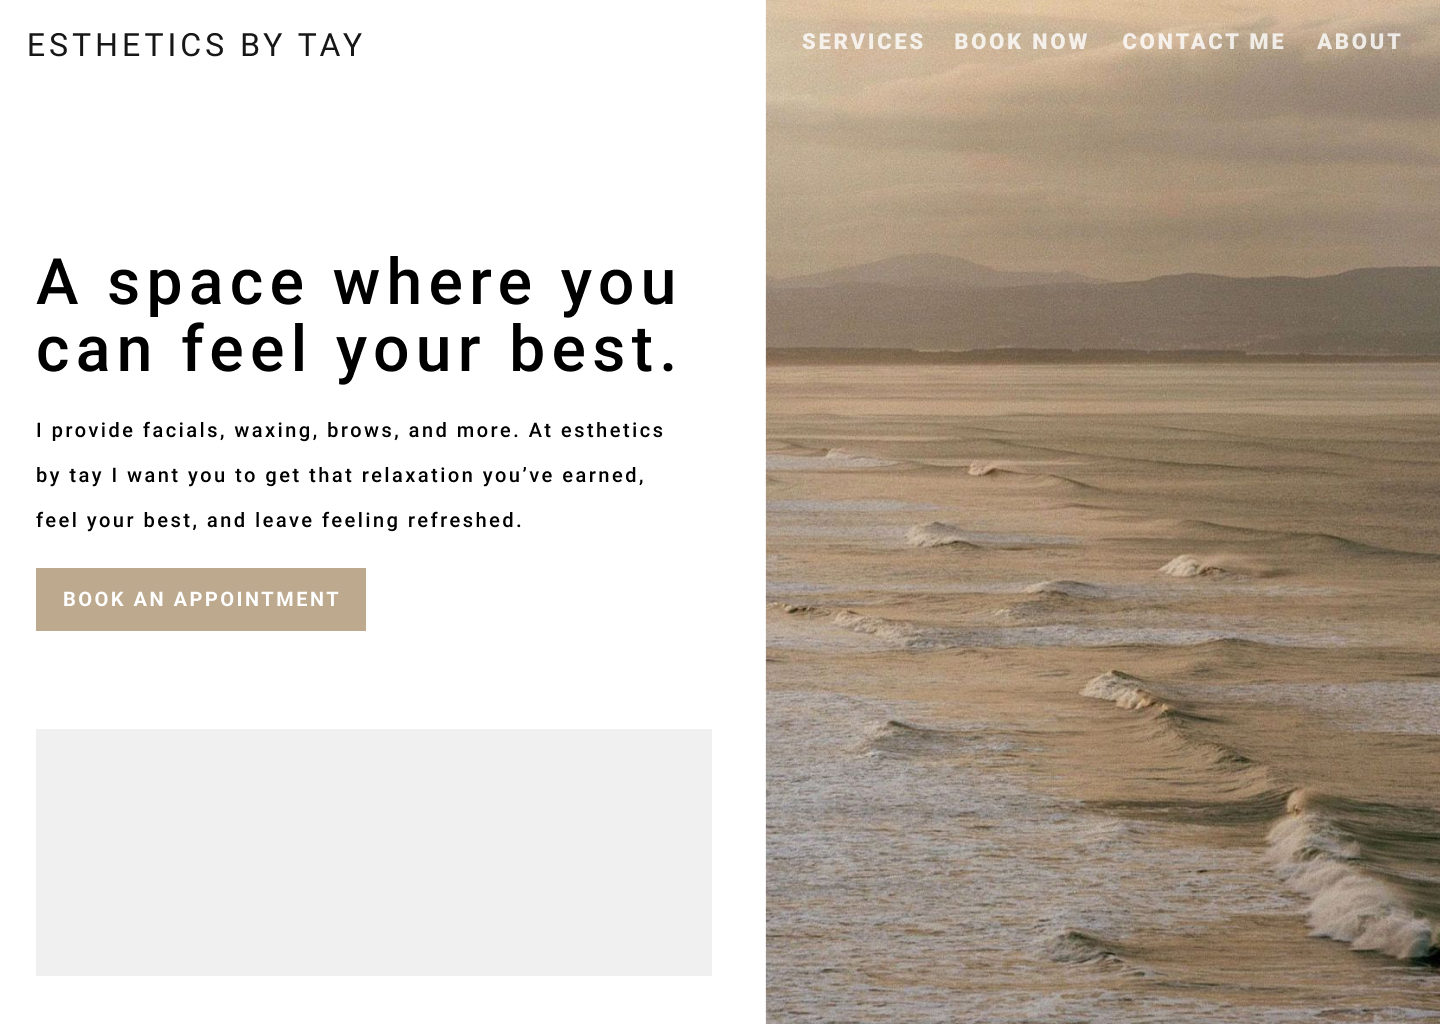 ESTHETICS BY TAY
SERVICES BOOK NOW CONTACT ME ABOUT
A space where you
can feel your best.
I provide facials, waxing, brows, and more. At esthetics
by tay I want you to get that relaxation you’ve earned,
feel your best, and leave feeling refreshed.
BOOK AN APPOINTMENT